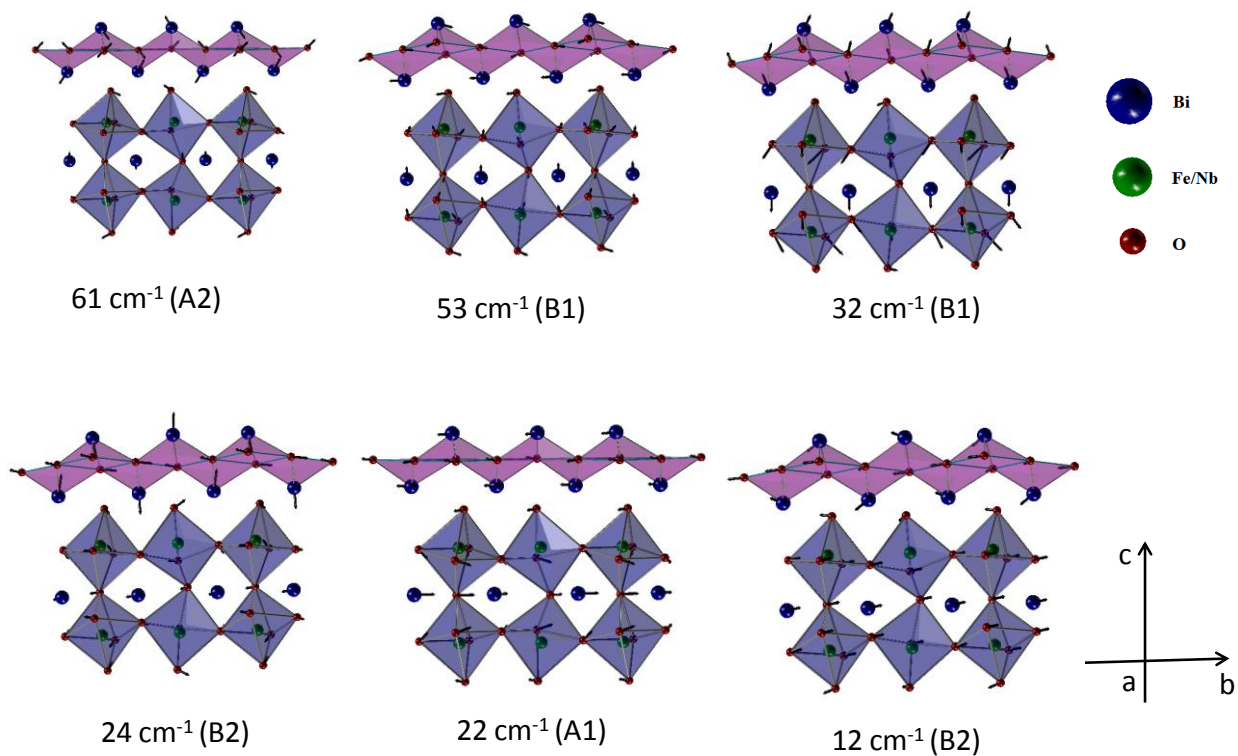 Bi
Fe/Nb
O
61 cm⁻¹ (A2)
53 cm⁻¹ (B1)
32 cm⁻¹ (B1)
24 cm⁻¹ (B2)
22 cm⁻¹ (A1)
12 cm⁻¹ (B2)
c
a
b